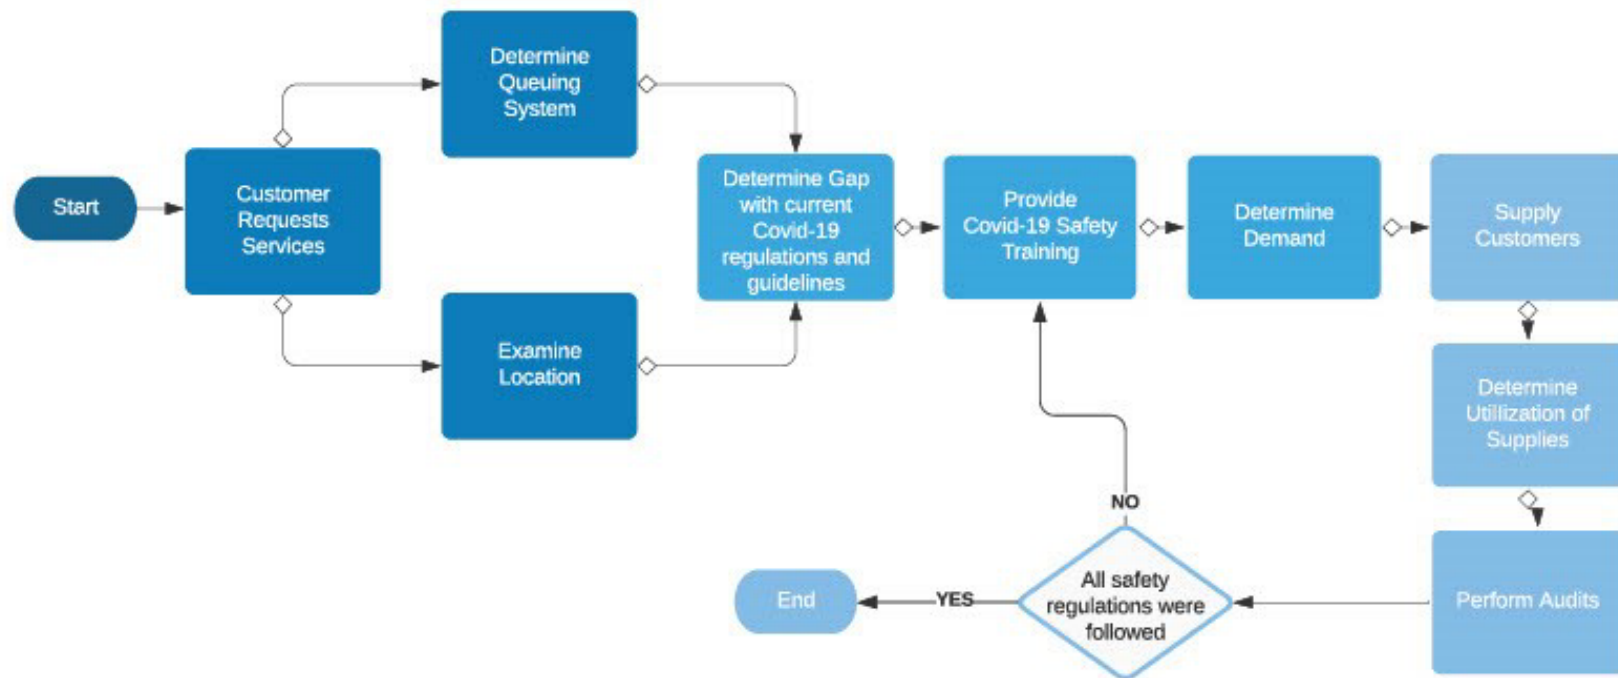 Start
Customer
Requests
Services
Determine
Queuing
System
Examine
Location
Determine Gap
with current
Covid-19
regulations and
guidelines
Provide
Covid-19 Safety
Training
Determine
Demand
Supply
Customers
Determine
Utillization of
Supplies
Perform Audits
All safety
regulations were
followed
NO
YES
End